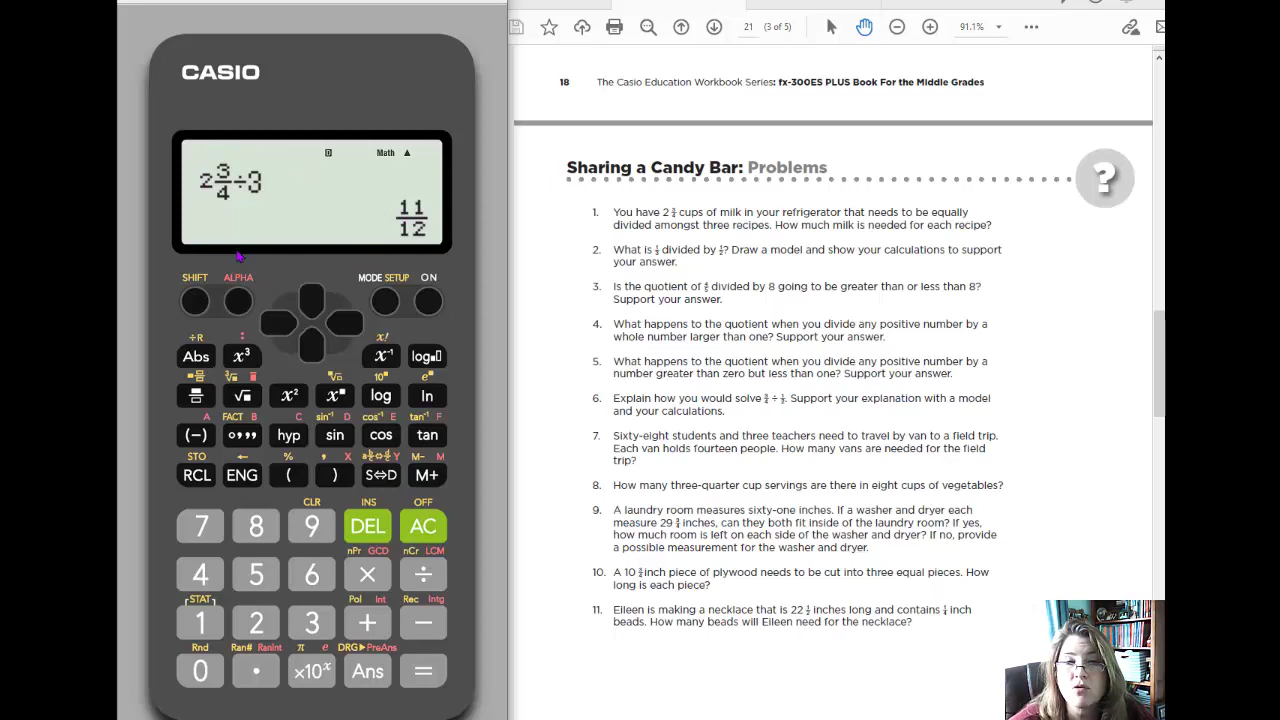 21 (3 of 5) 91.1%
CASIO
Math ▲
2 3/4 ÷3
11/12
SHIFT ALPHA MODE SETUP ON
÷R : x!
Abs x³ x⁻¹ log
10ˣ eˣ
x² log ln
A FACT B C sin⁻¹ D cos⁻¹ E tan⁻¹ F
(−) hyp sin cos tan
STO ← % , X Y M− M
RCL ENG ( ) S⇔D M+
CLR INS OFF
7 8 9 DEL AC
nPr GCD nCr LCM
4 5 6 × ÷
STAT Pol Int Rec Intg
1 2 3 + −
Rnd Ran# RanInt π e DRG▶PreAns
0 . ×10ˣ Ans =
18 The Casio Education Workbook Series: fx-300ES PLUS Book For the Middle Grades
Sharing a Candy Bar: Problems
?
1. You have 2 3/4 cups of milk in your refrigerator that needs to be equally
divided amongst three recipes. How much milk is needed for each recipe?
2. What is divided by ? Draw a model and show your calculations to support
your answer.
3. Is the quotient of divided by 8 going to be greater than or less than 8?
Support your answer.
4. What happens to the quotient when you divide any positive number by a
whole number larger than one? Support your answer.
5. What happens to the quotient when you divide any positive number by a
number greater than zero but less than one? Support your answer.
6. Explain how you would solve ÷ . Support your explanation with a model
and your calculations.
7. Sixty-eight students and three teachers need to travel by van to a field trip.
Each van holds fourteen people. How many vans are needed for the field
trip?
8. How many three-quarter cup servings are there in eight cups of vegetables?
9. A laundry room measures sixty-one inches. If a washer and dryer each
measure 29 inches, can they both fit inside of the laundry room? If yes,
how much room is left on each side of the washer and dryer? If no, provide
a possible measurement for the washer and dryer.
10. A 10 inch piece of plywood needs to be cut into three equal pieces. How
long is each piece?
11. Eileen is making a necklace that is 22 inches long and contains inch
beads. How many beads will Eileen need for the necklace?